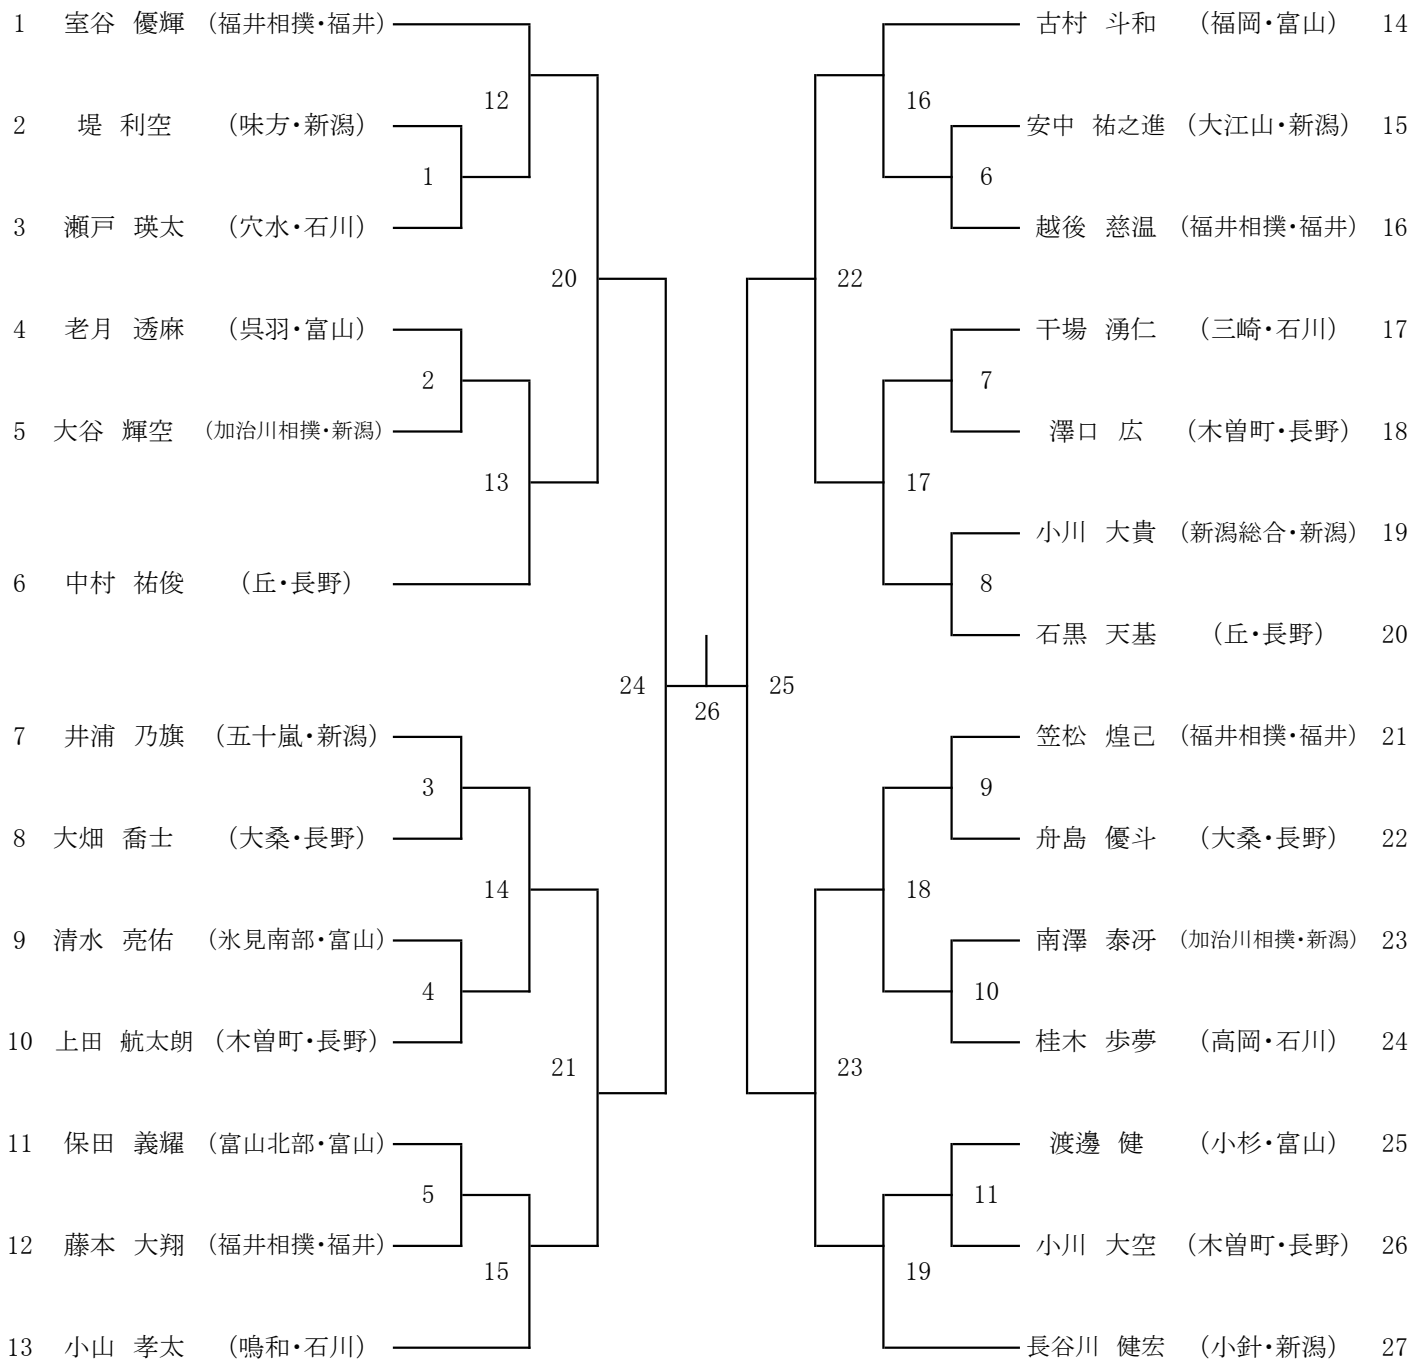 1 室谷 優輝 (福井相撲・福井)
12
2 堤 利空 (味方・新潟)
1
3 瀬戸 瑛太 (穴水・石川)
20
4 老月 透麻 (呉羽・富山)
2
5 大谷 輝空 (加治川相撲・新潟)
13
6 中村 祐俊 (丘・長野)
24
7 井浦 乃旗 (五十嵐・新潟)
3
8 大畑 喬士 (大桑・長野)
14
9 清水 亮佑 (氷見南部・富山)
4
10 上田 航太朗 (木曽町・長野)
21
11 保田 義耀 (富山北部・富山)
5
12 藤本 大翔 (福井相撲・福井)
15
13 小山 孝太 (鳴和・石川)
26
古村 斗和 (福岡・富山) 14
16
安中 祐之進 (大江山・新潟) 15
6
越後 慈温 (福井相撲・福井) 16
22
干場 湧仁 (三崎・石川) 17
7
澤口 広 (木曽町・長野) 18
17
小川 大貴 (新潟総合・新潟) 19
8
石黒 天基 (丘・長野) 20
25
笠松 煌己 (福井相撲・福井) 21
9
舟島 優斗 (大桑・長野) 22
18
南澤 泰冴 (加治川相撲・新潟) 23
10
桂木 歩夢 (高岡・石川) 24
23
渡邊 健 (小杉・富山) 25
11
小川 大空 (木曽町・長野) 26
19
長谷川 健宏 (小針・新潟) 27